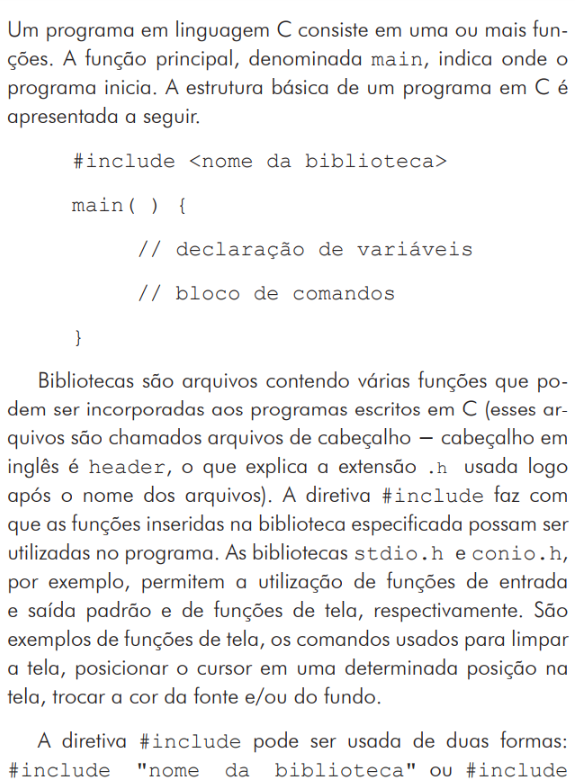 Um programa em linguagem C consiste em uma ou mais fun-
ções. A função principal, denominada main, indica onde o
programa inicia. A estrutura básica de um programa em C é
apresentada a seguir.
#include <nome da biblioteca>
main( ) {
// declaração de variáveis
// bloco de comandos
}
Bibliotecas são arquivos contendo várias funções que po-
dem ser incorporadas aos programas escritos em C (esses ar-
quivos são chamados arquivos de cabeçalho – cabeçalho em
inglês é header, o que explica a extensão .h usada logo
após o nome dos arquivos). A diretiva #include faz com
que as funções inseridas na biblioteca especificada possam ser
utilizadas no programa. As bibliotecas stdio.h e conio.h,
por exemplo, permitem a utilização de funções de entrada
e saída padrão e de funções de tela, respectivamente. São
exemplos de funções de tela, os comandos usados para limpar
a tela, posicionar o cursor em uma determinada posição na
tela, trocar a cor da fonte e/ou do fundo.
A diretiva #include pode ser usada de duas formas:
#include "nome da biblioteca" ou #include